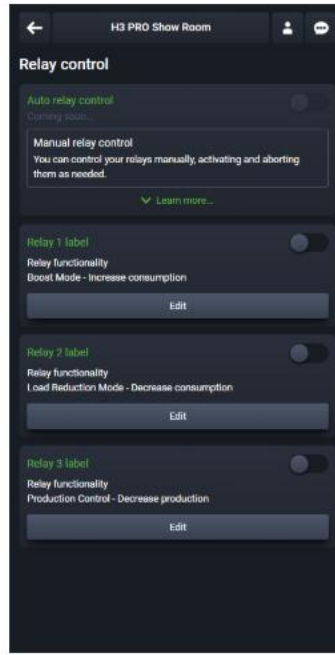 H3 PRO Show Room
Relay control
Auto relay control
Coming soon...
Manual relay control
You can control your relays manually, activating and aborting
them as needed.
Learn more...
Relay 1 label
Relay functionality
Boost Mode - Increase consumption
Edit
Relay 2 label
Relay functionality
Load Reduction Mode - Decrease consumption
Edit
Relay 3 label
Relay functionality
Production Control - Decrease production
Edit